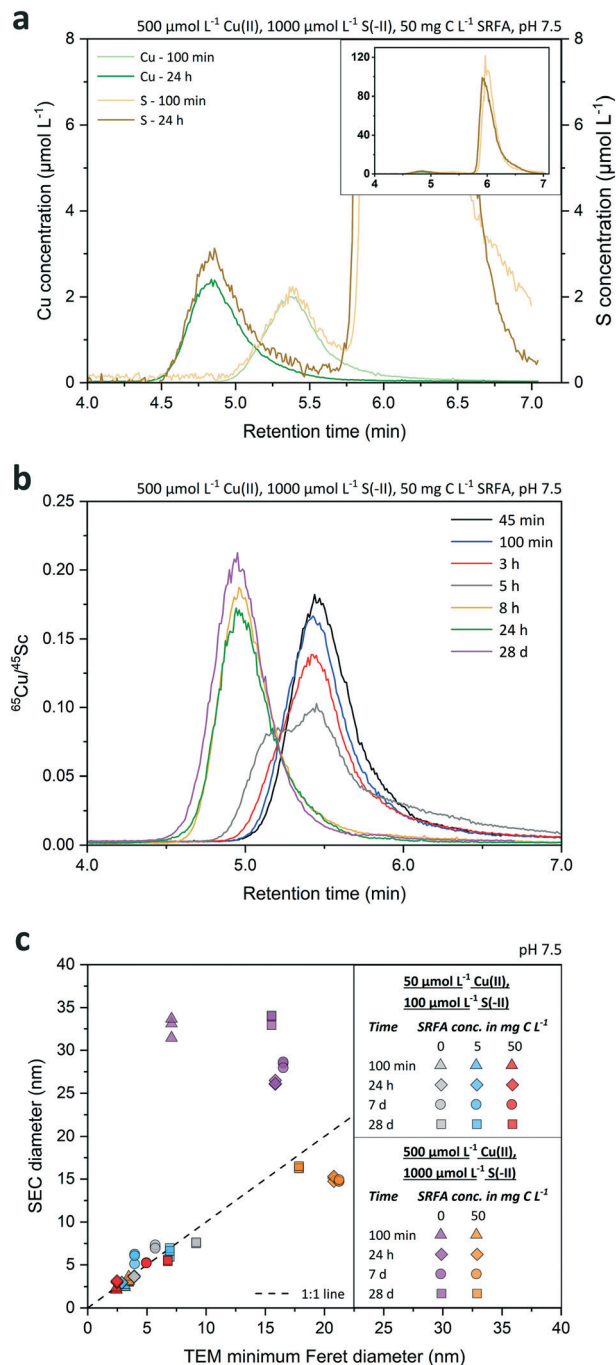 a
500 µmol L⁻¹ Cu(II), 1000 µmol L⁻¹ S(-II), 50 mg C L⁻¹ SRFA, pH 7.5
Cu - 100 min
Cu - 24 h
S - 100 min
S - 24 h
120
80
40
0
4 5 6 7
8
6
4
2
0
8
6
4
2
0
Cu concentration (µmol L⁻¹)
S concentration (µmol L⁻¹)
4.0 4.5 5.0 5.5 6.0 6.5 7.0
Retention time (min)
b
500 µmol L⁻¹ Cu(II), 1000 µmol L⁻¹ S(-II), 50 mg C L⁻¹ SRFA, pH 7.5
0.25
0.20
0.15
0.10
0.05
0.00
⁶⁵Cu/⁴⁵Sc
45 min
100 min
3 h
5 h
8 h
24 h
28 d
4.0 5.0 6.0 7.0
Retention time (min)
c
pH 7.5
40
35
30
25
20
15
10
5
0
SEC diameter (nm)
50 µmol L⁻¹ Cu(II),
100 µmol L⁻¹ S(-II)
Time SRFA conc. in mg C L⁻¹
0 5 50
100 min
24 h
7 d
28 d
500 µmol L⁻¹ Cu(II),
1000 µmol L⁻¹ S(-II)
Time SRFA conc. in mg C L⁻¹
0 50
100 min
24 h
7 d
28 d
1:1 line
0 5 10 15 20 25 30 35 40
TEM minimum Feret diameter (nm)